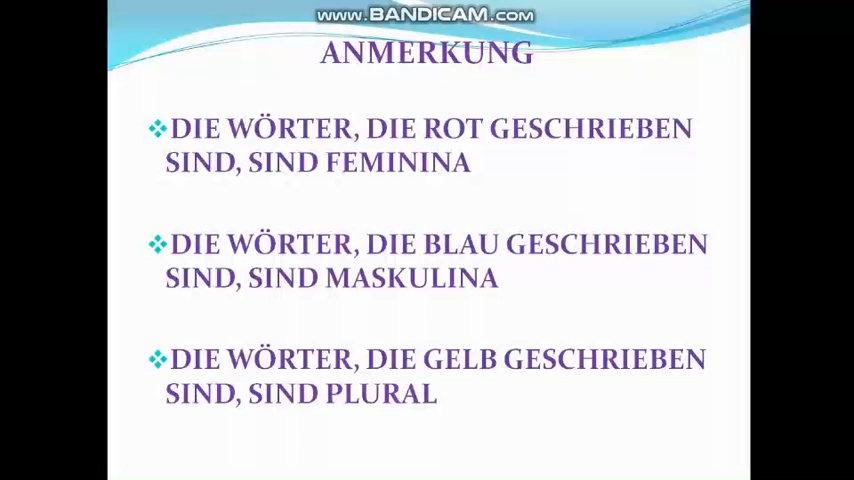 www.BANDICAM.com
ANMERKUNG
DIE WÖRTER, DIE ROT GESCHRIEBEN
SIND, SIND FEMININA
DIE WÖRTER, DIE BLAU GESCHRIEBEN
SIND, SIND MASKULINA
DIE WÖRTER, DIE GELB GESCHRIEBEN
SIND, SIND PLURAL